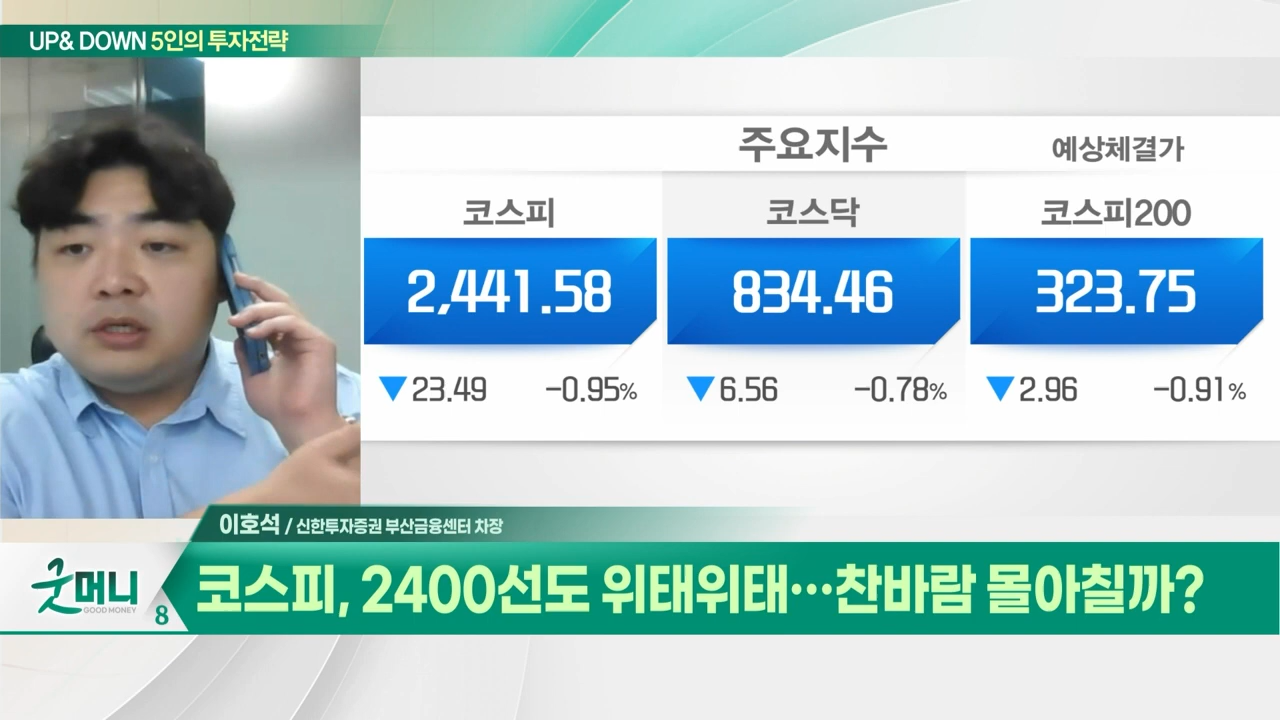 UP& DOWN 5인의 투자전략
주요지수
예상체결가
코스피
코스닥
코스피200
2,441.58
834.46
323.75
▼ 23.49 -0.95%
▼ 6.56 -0.78%
▼ 2.96 -0.91%
이호석 / 신한투자증권 부산금융센터 차장
굿머니
GOOD MONEY
8
코스피, 2400선도 위태위태…찬바람 몰아칠까?